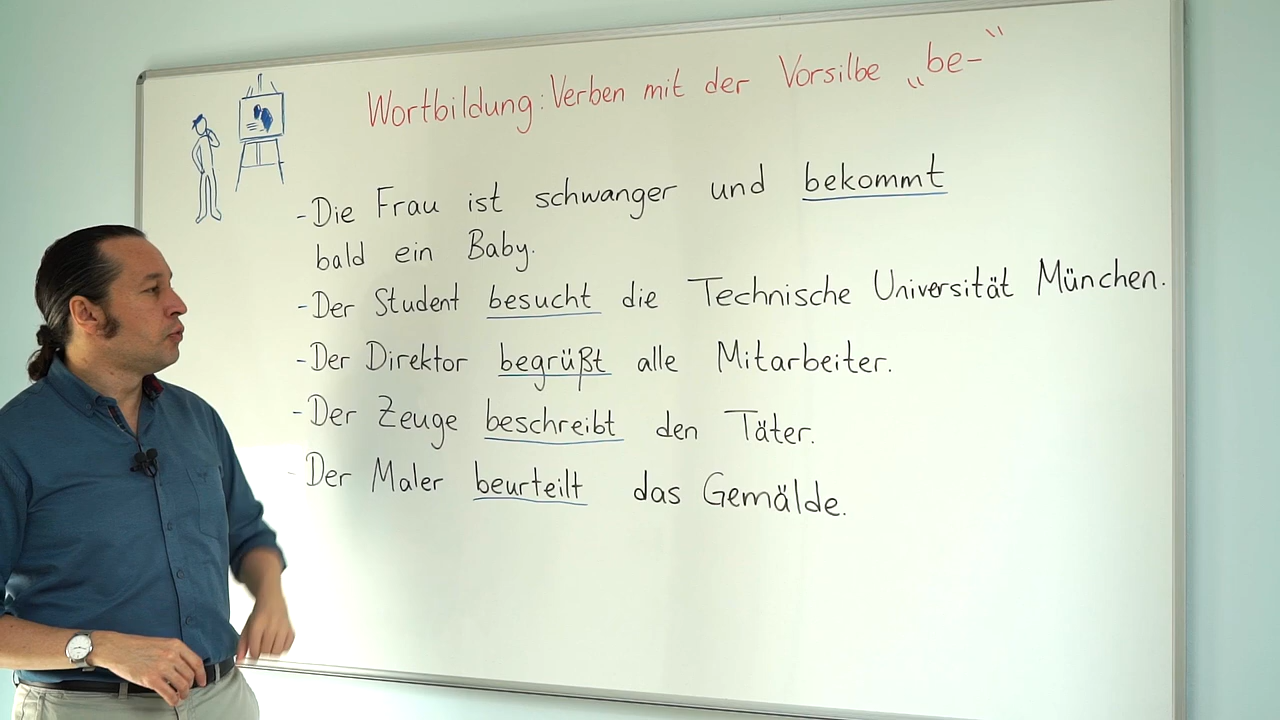 Wortbildung: Verben mit der Vorsilbe „be-“
- Die Frau ist schwanger und bekommt
bald ein Baby.
- Der Student besucht die Technische Universität München.
- Der Direktor begrüßt alle Mitarbeiter.
- Der Zeuge beschreibt den Täter.
- Der Maler beurteilt das Gemälde.